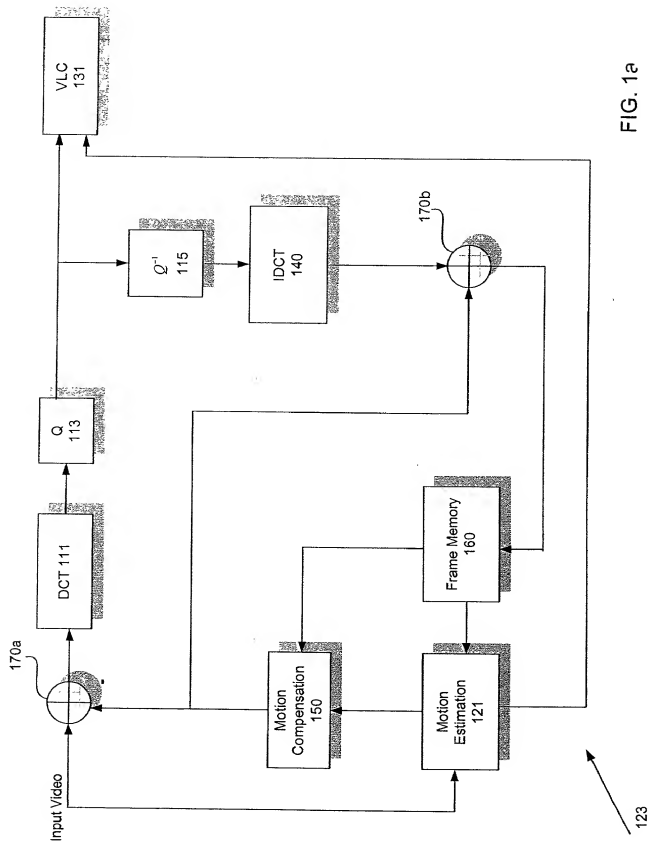 Input Video
170a
DCT 111
Q
113
VLC
131
Q⁻¹
115
IDCT
140
170b
Motion
Compensation
150
Frame Memory
160
Motion
Estimation
121
123
FIG. 1a